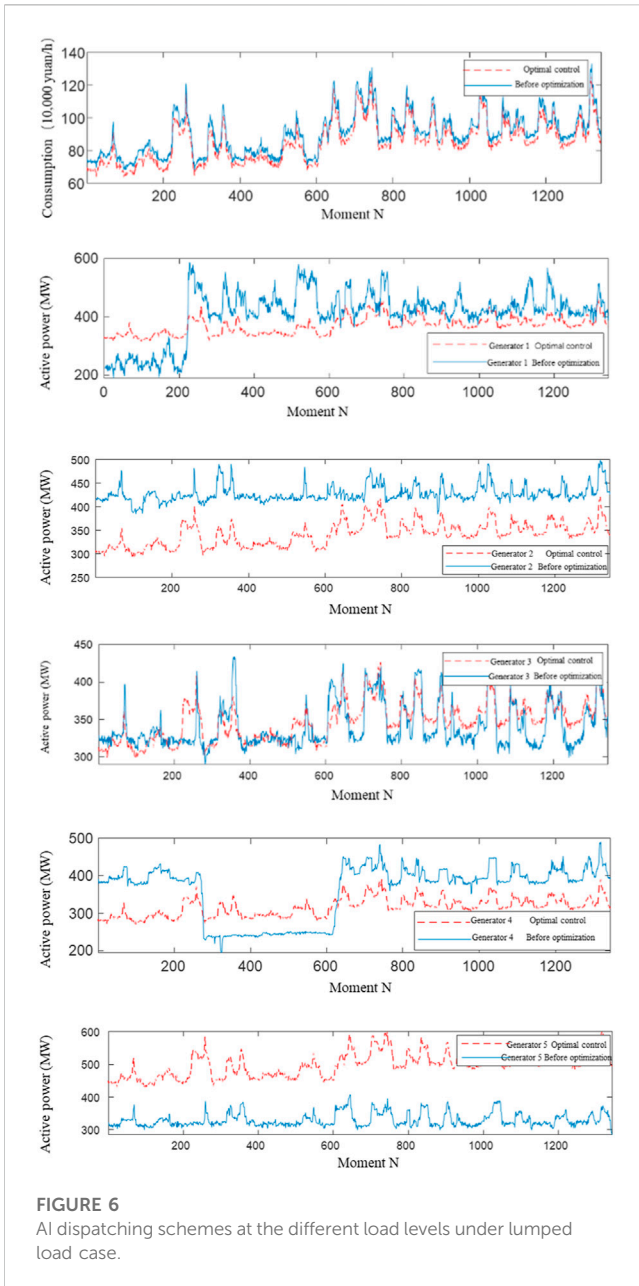 Consumption (10,000 yuan/h)
140
120
100
80
60
Optimal control
Before optimization
0 200 400 600 800 1000 1200
Moment N
Active power (MW)
600
400
200
Generator 1 Optimal control
Generator 1 Before optimization
0 200 400 600 800 1000 1200
Moment N
Active power (MW)
500
450
400
350
300
250
Generator 2 Optimal control
Generator 2 Before optimization
200 400 600 800 1000 1200
Moment N
Active power (MW)
450
400
350
300
Generator 3 Optimal control
Generator 3 Before optimization
200 400 600 800 1000 1200
Moment N
Active power (MW)
500
400
300
200
Generator 4 Optimal control
Generator 4 Before optimization
200 400 600 800 1000 1200
Moment N
Active power (MW)
600
500
400
300
Generator 5 Optimal control
Generator 5 Before optimization
200 400 600 800 1000 1200
Moment N
FIGURE 6
AI dispatching schemes at the different load levels under lumped
load case.